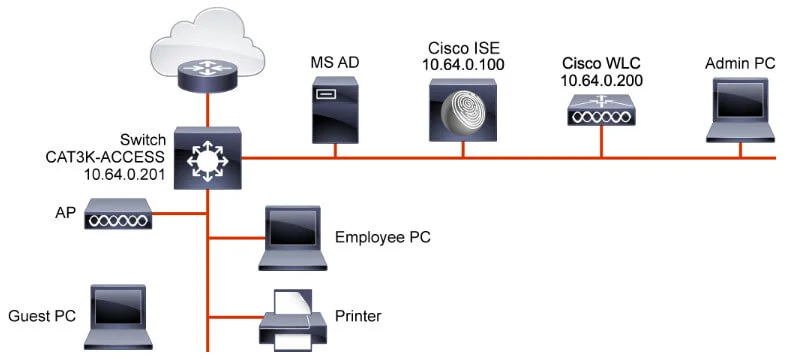 MS AD
Cisco ISE
10.64.0.100
Cisco WLC
10.64.0.200
Admin PC
Switch
CAT3K-ACCESS
10.64.0.201
AP
Employee PC
Guest PC
Printer